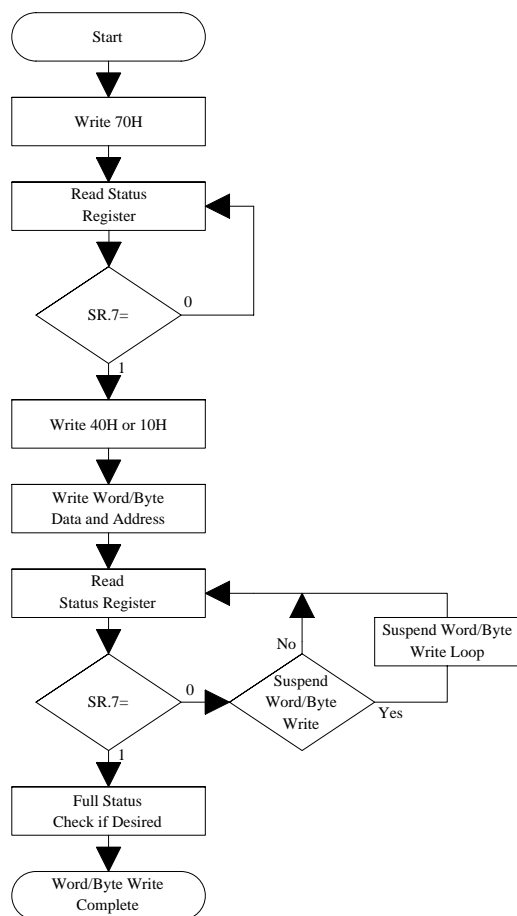 Start
Write 70H
Read Status
Register
SR.7=
0
1
Write 40H or 10H
Write Word/Byte
Data and Address
Read
Status Register
No
Suspend Word/Byte
Write Loop
SR.7=
0
Suspend
Word/Byte
Write
Yes
1
Full Status
Check if Desired
Word/Byte Write
Complete